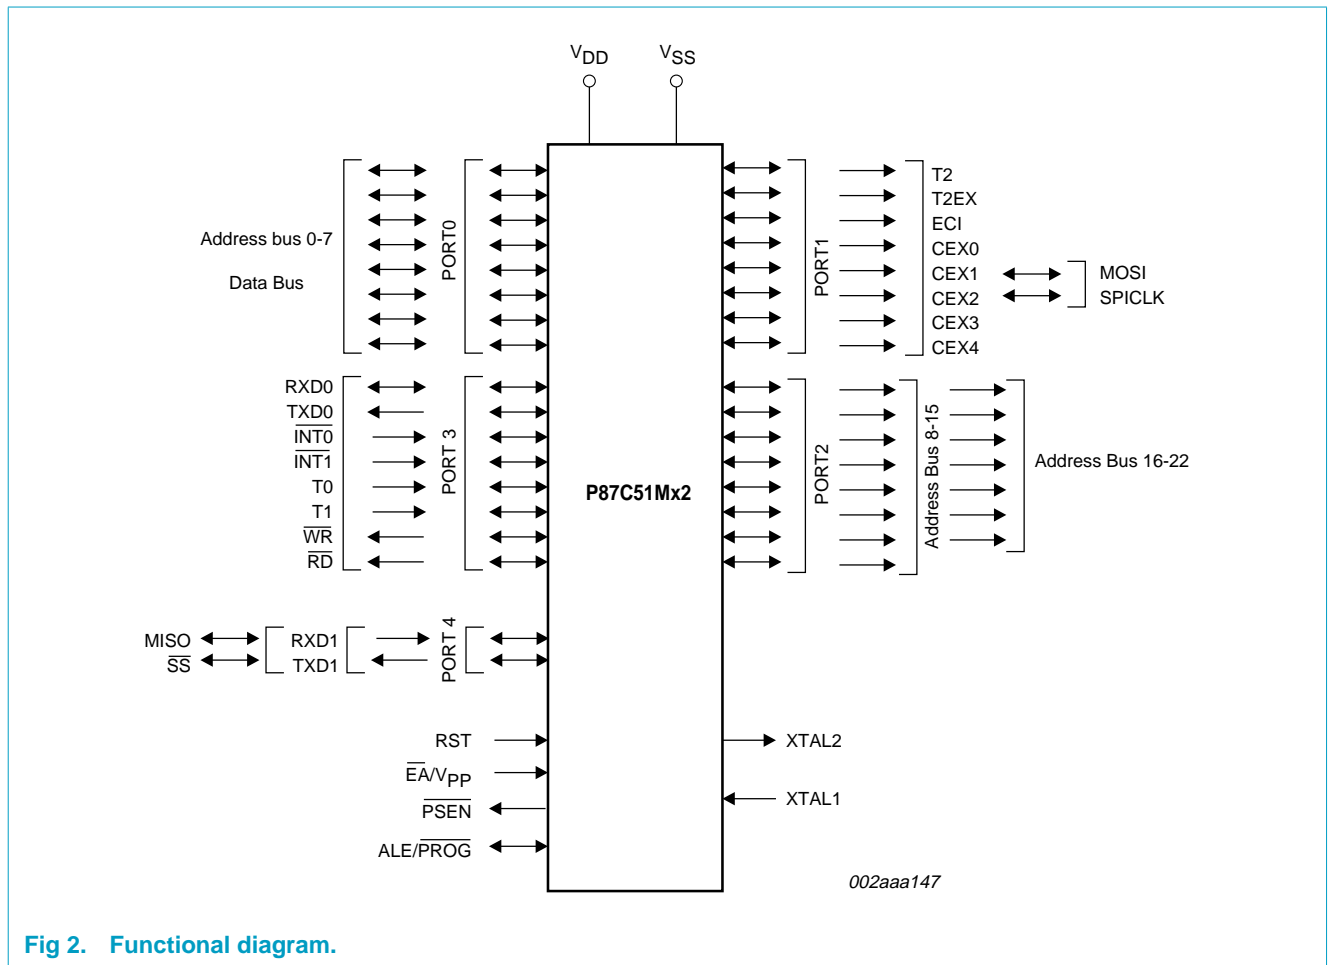 VDD
VSS
Address bus 0-7
Data Bus
PORT0
PORT1
T2
T2EX
ECI
CEX0
CEX1
CEX2
CEX3
CEX4
MOSI
SPICLK
RXD0
TXD0
INT0
INT1
T0
T1
WR
RD
PORT 3
P87C51Mx2
PORT2
Address Bus 8-15
Address Bus 16-22
MISO
SS
RXD1
TXD1
PORT 4
RST
EA/VPP
PSEN
ALE/PROG
XTAL2
XTAL1
002aaa147
Fig 2. Functional diagram.